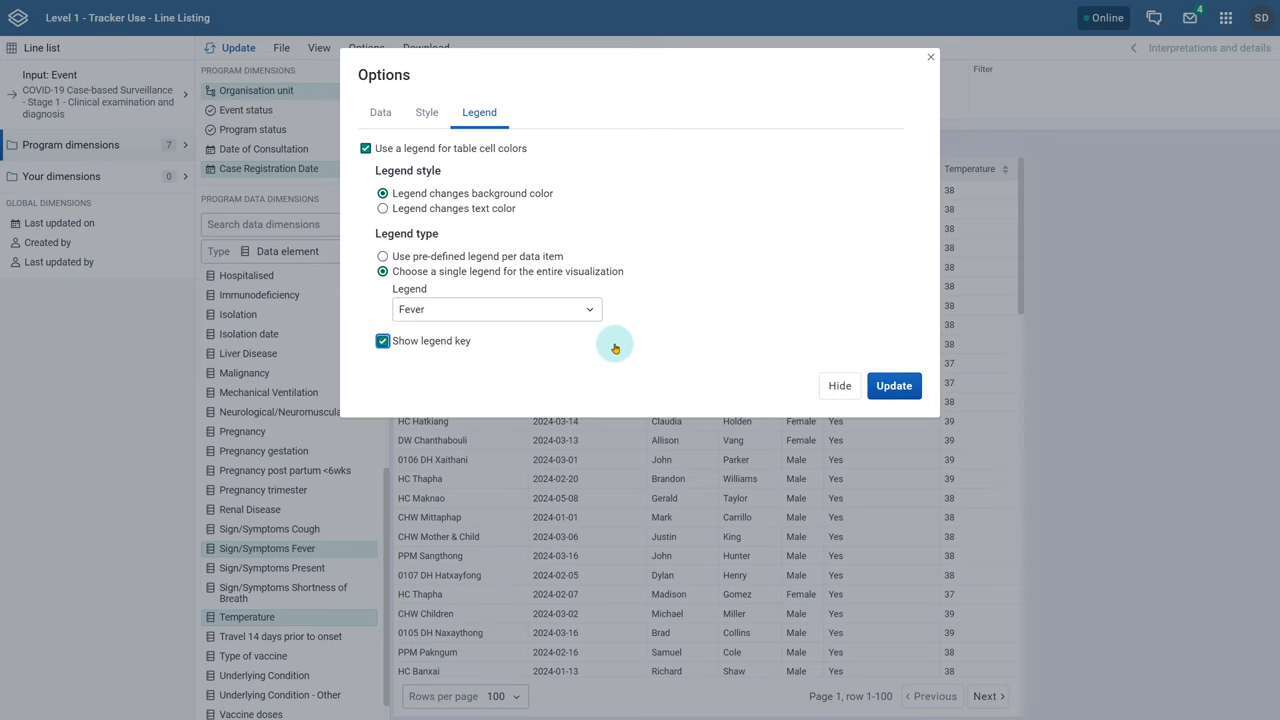 Level 1 - Tracker Use - Line Listing
Online
4
SD
Line list
Update
File
View
Options
Download
Interpretations and details
Input: Event
COVID-19 Case-based Surveillance
- Stage 1 - Clinical examination and
diagnosis
Program dimensions 7
Your dimensions 0
GLOBAL DIMENSIONS
Last updated on
Created by
Last updated by
PROGRAM DIMENSIONS
Organisation unit
Event status
Program status
Date of Consultation
Case Registration Date
PROGRAM DATA DIMENSIONS
Search data dimensions
Type Data element
Hospitalised
Immunodeficiency
Isolation
Isolation date
Liver Disease
Malignancy
Mechanical Ventilation
Neurological/Neuromuscula
Pregnancy
Pregnancy gestation
Pregnancy post partum <6wks
Pregnancy trimester
Renal Disease
Sign/Symptoms Cough
Sign/Symptoms Fever
Sign/Symptoms Present
Sign/Symptoms Shortness of
Breath
Temperature
Travel 14 days prior to onset
Type of vaccine
Underlying Condition
Underlying Condition - Other
Vaccine doses
Options
Data
Style
Legend
Use a legend for table cell colors
Legend style
Legend changes background color
Legend changes text color
Legend type
Use pre-defined legend per data item
Choose a single legend for the entire visualization
Legend
Fever
Show legend key
Hide
Update
Filter
Temperature
38
38
38
38
38
38
38
38
38
37
37
38
HC Hatkiang 2024-03-14 Claudia Holden Female Yes 39
DW Chanthabouli 2024-03-13 Allison Vang Female Yes 39
0106 DH Xaithani 2024-03-01 John Parker Male Yes 39
HC Thapha 2024-02-20 Brandon Williams Male Yes 39
HC Maknao 2024-05-08 Gerald Taylor Male Yes 38
CHW Mittaphap 2024-01-01 Mark Carrillo Male Yes 38
CHW Mother & Child 2024-03-06 Justin King Male Yes 38
PPM Sangthong 2024-03-16 John Hunter Male Yes 38
0107 DH Hatxayfong 2024-02-05 Dylan Henry Male Yes 38
HC Thapha 2024-02-07 Madison Gomez Female Yes 37
CHW Children 2024-03-02 Michael Miller Male Yes 39
0105 DH Naxaythong 2024-03-16 Brad Collins Male Yes 39
PPM Pakngum 2024-02-16 Samuel Cole Male Yes 38
HC Banxai 2024-01-13 Richard Shaw Male Yes 38
Rows per page 100
Page 1, row 1-100
Previous
Next